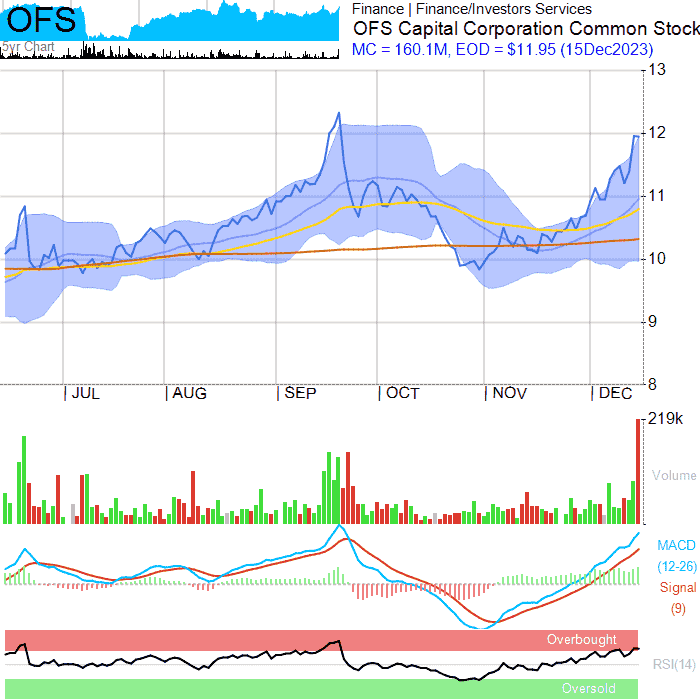 OFS
5yr Chart
Finance | Finance/Investors Services
OFS Capital Corporation Common Stock
MC = 160.1M, EOD = $11.95 (15Dec2023)
13
12
11
10
9
8
JUL
AUG
SEP
OCT
NOV
DEC
219k
Volume
MACD
(12-26)
Signal
(9)
Overbought
RSI(14)
Oversold